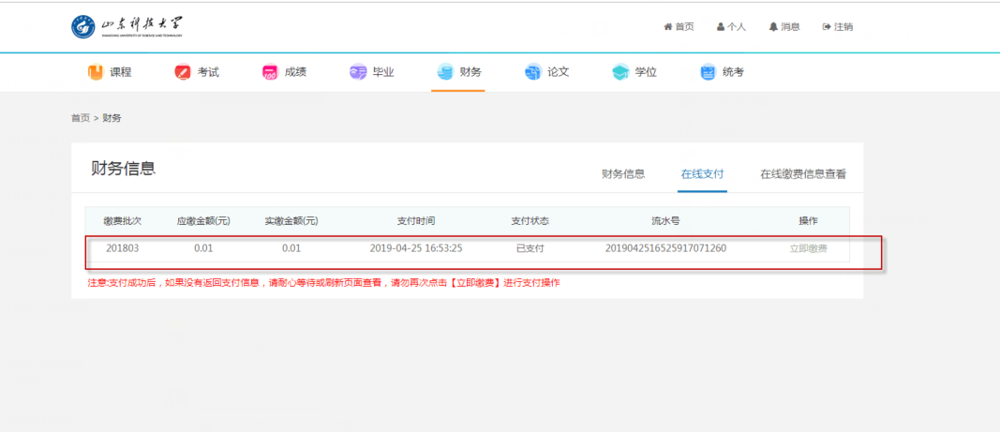 山东科技大学
SHANDONG UNIVERSITY OF SCIENCE AND TECHNOLOGY
首页 个人 消息 注销
课程 考试 成绩 毕业 财务 论文 学位 统考
首页 > 财务
财务信息
财务信息 在线支付 在线缴费信息查看
缴费批次 应缴金额(元) 实缴金额(元) 支付时间 支付状态 流水号 操作
201803 0.01 0.01 2019-04-25 16:53:25 已支付 2019042516525917071260 立即缴费
注意:支付成功后，如果没有返回支付信息，请耐心等待或刷新页面查看，请勿再次点击【立即缴费】进行支付操作